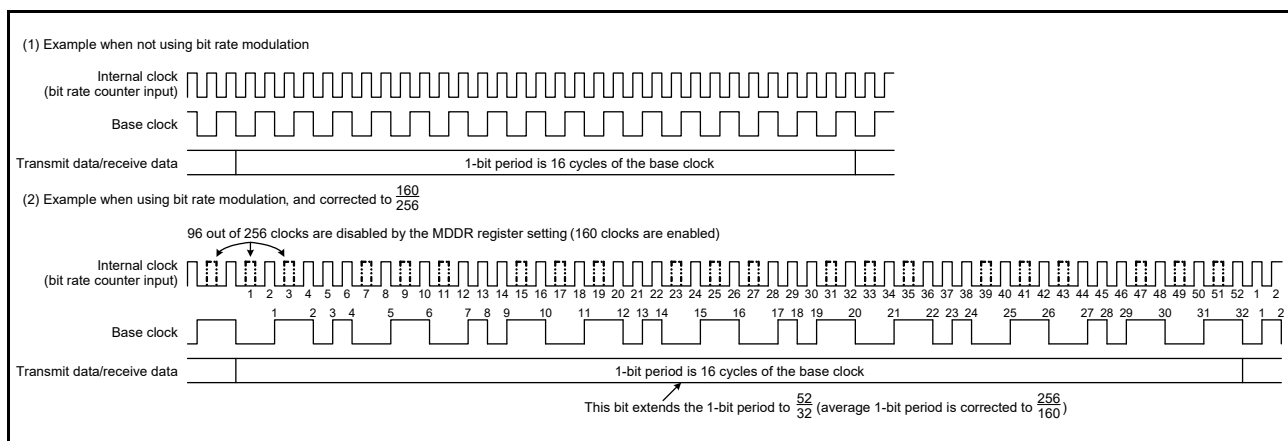 (1) Example when not using bit rate modulation
Internal clock
(bit rate counter input)
Base clock
Transmit data/receive data
1-bit period is 16 cycles of the base clock
(2) Example when using bit rate modulation, and corrected to 160/256
96 out of 256 clocks are disabled by the MDDR register setting (160 clocks are enabled)
Internal clock
(bit rate counter input)
1 2 3 4 5 6 7 8 9 10 11 12 13 14 15 16 17 18 19 20 21 22 23 24 25 26 27 28 29 30 31 32 33 34 35 36 37 38 39 40 41 42 43 44 45 46 47 48 49 50 51 52 1 2
Base clock
1 2 3 4 5 6 7 8 9 10 11 12 13 14 15 16 17 18 19 20 21 22 23 24 25 26 27 28 29 30 31 32 1 2
Transmit data/receive data
1-bit period is 16 cycles of the base clock
This bit extends the 1-bit period to 52/32 (average 1-bit period is corrected to 256/160)